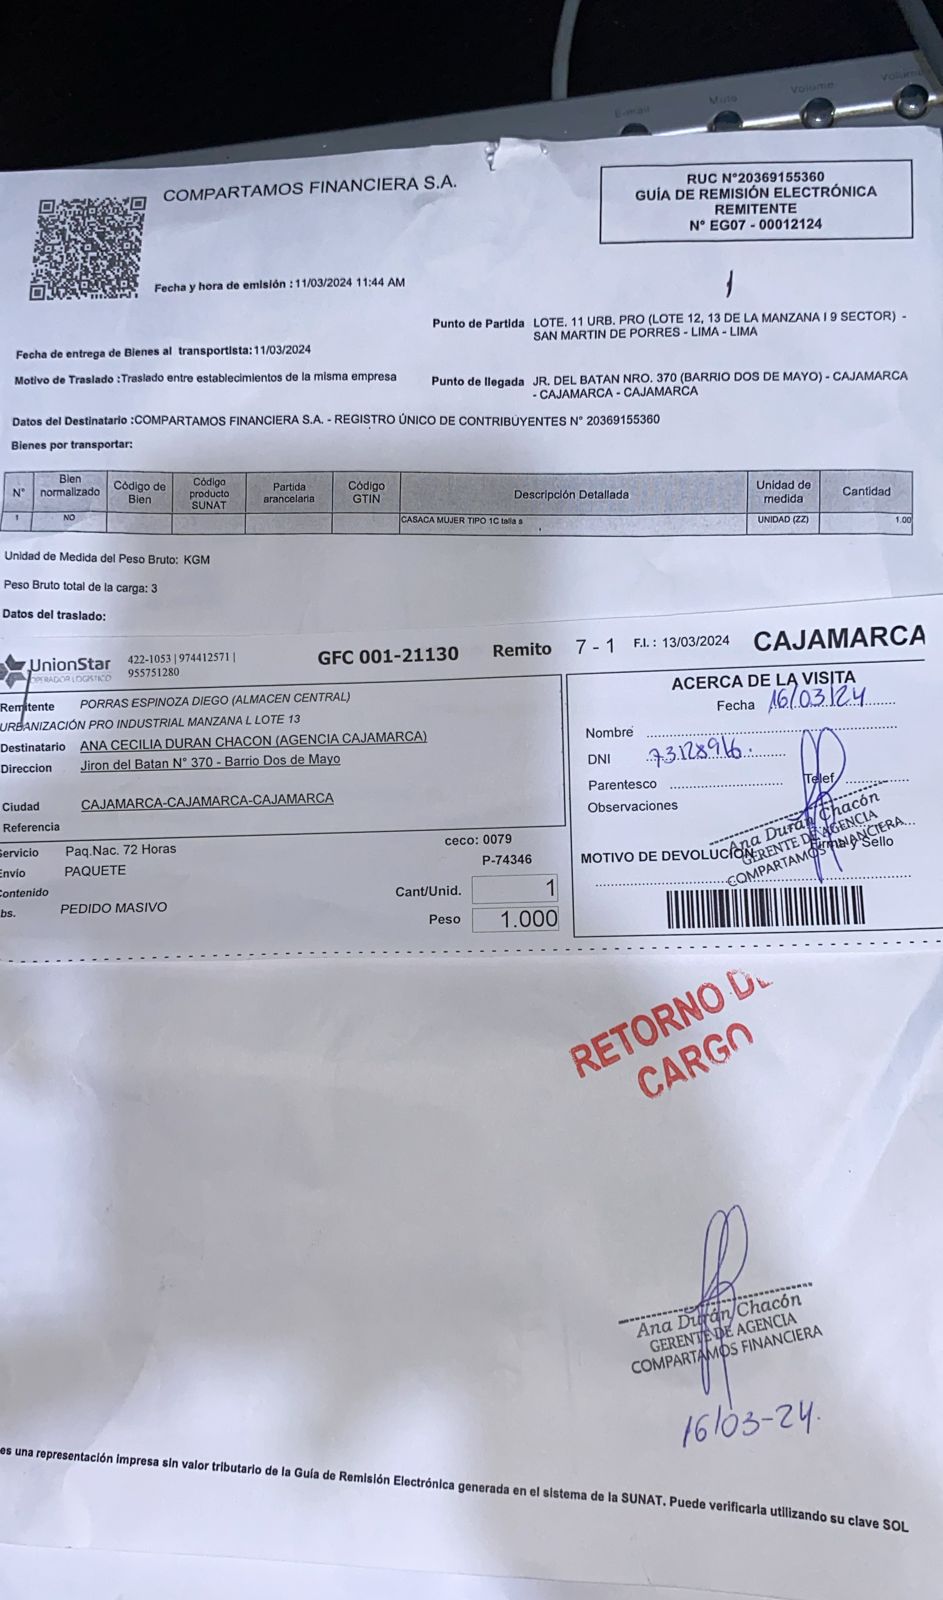 E-mail
Mute
Volume
Volume
COMPARTAMOS FINANCIERA S.A.
RUC N°20369155360
GUÍA DE REMISIÓN ELECTRÓNICA
REMITENTE
N° EG07 - 00012124
Fecha y hora de emisión : 11/03/2024 11:44 AM
1
Punto de Partida LOTE. 11 URB. PRO (LOTE 12, 13 DE LA MANZANA I 9 SECTOR) -
SAN MARTIN DE PORRES - LIMA - LIMA
Fecha de entrega de Bienes al transportista: 11/03/2024
Motivo de Traslado :Traslado entre establecimientos de la misma empresa
Punto de llegada JR. DEL BATAN NRO. 370 (BARRIO DOS DE MAYO) - CAJAMARCA
- CAJAMARCA - CAJAMARCA
Datos del Destinatario :COMPARTAMOS FINANCIERA S.A. - REGISTRO ÚNICO DE CONTRIBUYENTES N° 20369155360
Bienes por transportar:
N° Bien normalizado Código de Bien Código producto SUNAT Partida arancelaria Código GTIN Descripción Detallada Unidad de medida Cantidad
1 NO CASACA MUJER TIPO 1C talla s UNIDAD (ZZ) 1.00
Unidad de Medida del Peso Bruto: KGM
Peso Bruto total de la carga: 3
Datos del traslado:
UnionStar
OPERADOR LOGISTICO
422-1053 | 974412571 |
955751280
GFC 001-21130 Remito 7 - 1 F.I. : 13/03/2024 CAJAMARCA
Remitente PORRAS ESPINOZA DIEGO (ALMACEN CENTRAL)
URBANIZACIÓN PRO INDUSTRIAL MANZANA L LOTE 13
Destinatario ANA CECILIA DURAN CHACON (AGENCIA CAJAMARCA)
Direccion Jiron del Batan N° 370 - Barrio Dos de Mayo
Ciudad CAJAMARCA-CAJAMARCA-CAJAMARCA
Referencia
Servicio Paq.Nac. 72 Horas
Envio PAQUETE
Contenido
bs. PEDIDO MASIVO
ceco: 0079
P-74346
Cant/Unid. 1
Peso 1.000
ACERCA DE LA VISITA
Fecha 16/03/24
Nombre
DNI 73128916
Parentesco Telef
Observaciones
Ana Durán Chacón
GERENTE DE AGENCIA
COMPARTAMOS FINANCIERA
MOTIVO DE DEVOLUCION Firma y Sello
RETORNO DE
CARGO
Ana Durán Chacón
GERENTE DE AGENCIA
COMPARTAMOS FINANCIERA
16/03-24.
es una representación impresa sin valor tributario de la Guía de Remisión Electrónica generada en el sistema de la SUNAT. Puede verificarla utilizando su clave SOL